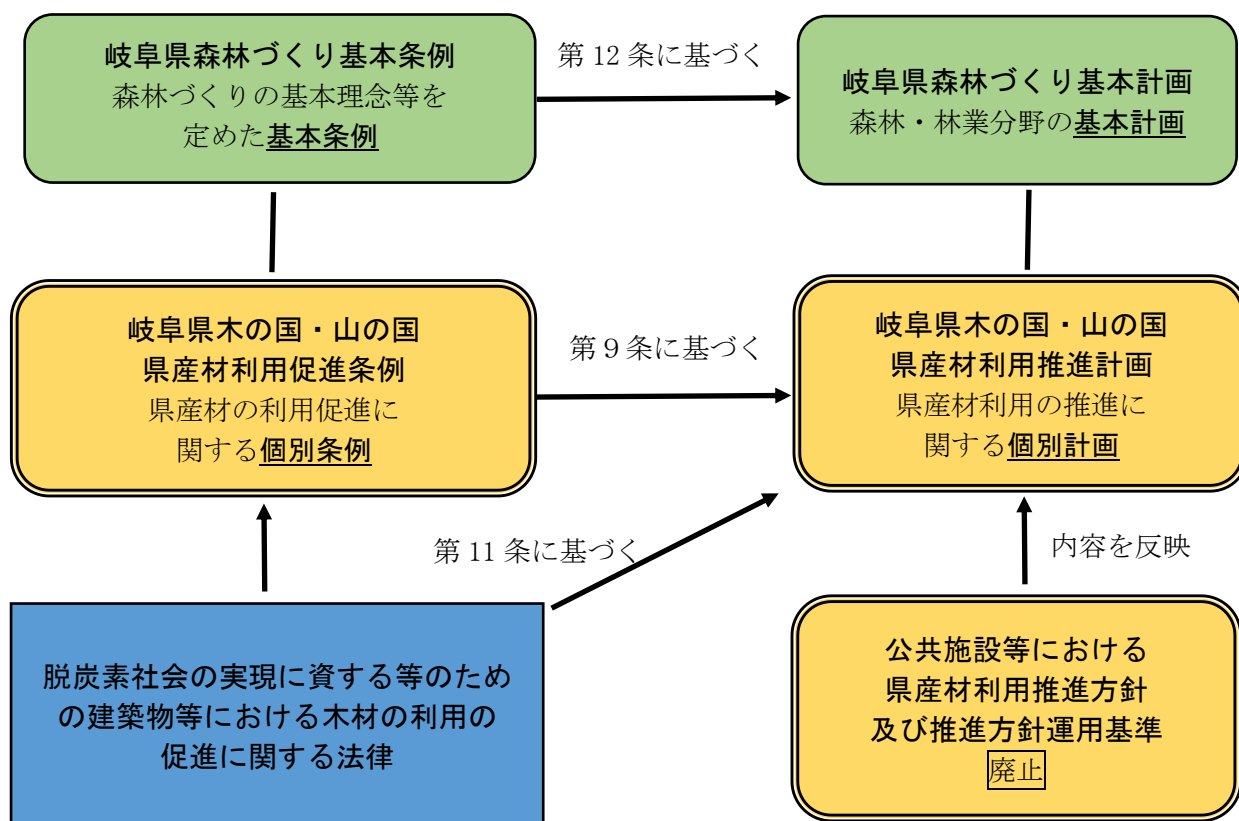 岐阜県森林づくり基本条例
森林づくりの基本理念等を
定めた基本条例
第 12 条に基づく
岐阜県森林づくり基本計画
森林・林業分野の基本計画
岐阜県木の国・山の国
県産材利用促進条例
県産材の利用促進に
関する個別条例
第９条に基づく
岐阜県木の国・山の国
県産材利用推進計画
県産材利用の推進に
関する個別計画
第 11 条に基づく
内容を反映
脱炭素社会の実現に資する等のため
の建築物等における木材の利用の
促進に関する法律
公共施設等における
県産材利用推進方針
及び推進方針運用基準
廃止